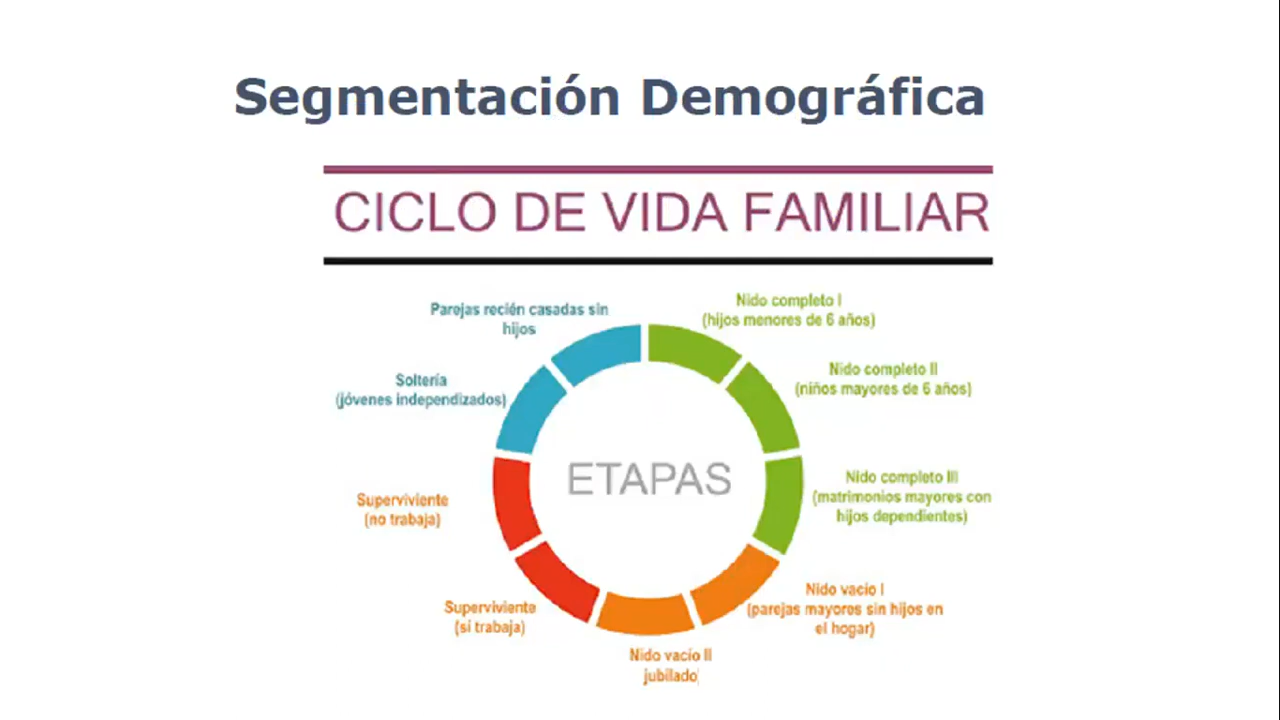 Segmentación Demográfica
CICLO DE VIDA FAMILIAR
Parejas recién casadas sin
hijos
Nido completo I
(hijos menores de 6 años)
Soltería
(jóvenes independizados)
Nido completo II
(niños mayores de 6 años)
ETAPAS
Nido completo III
(matrimonios mayores con
hijos dependientes)
Superviviente
(no trabaja)
Nido vacío I
(parejas mayores sin hijos en
el hogar)
Superviviente
(sí trabaja)
Nido vacío II
jubilado)